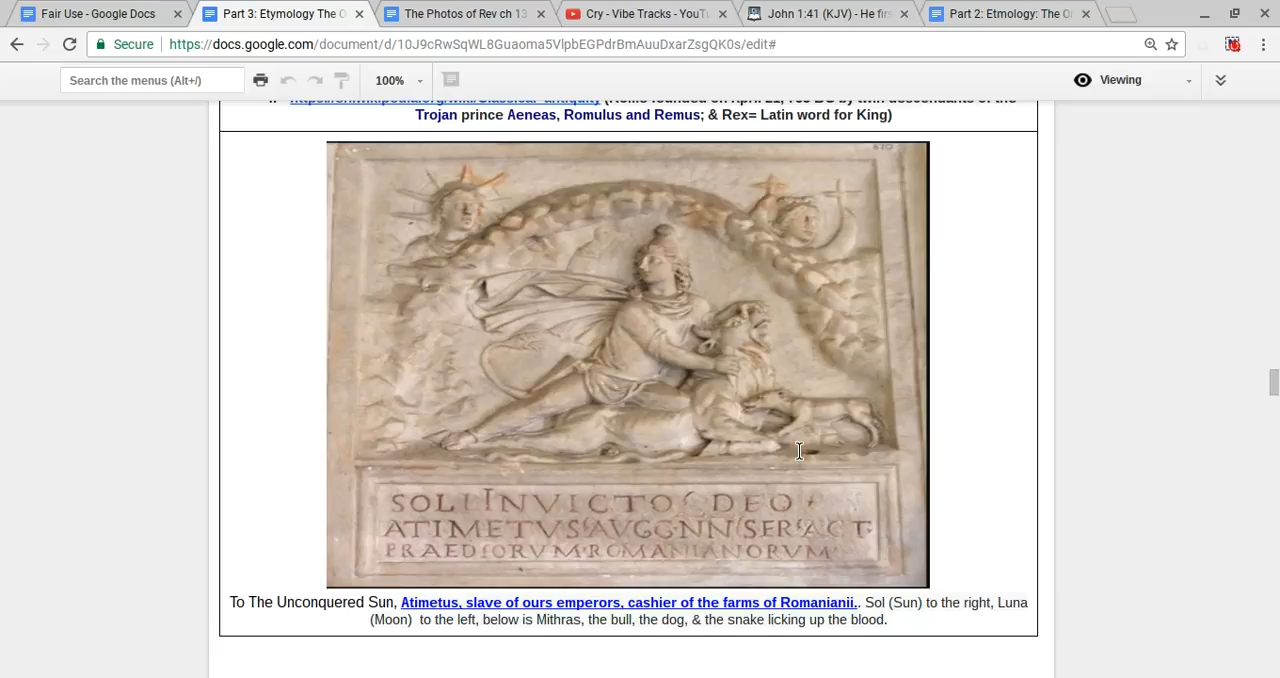 Fair Use - Google Docs
Part 3: Etymology The O
The Photos of Rev ch 13
Cry - Vibe Tracks - YouTu
John 1:41 (KJV) - He firs
Part 2: Etmology: The Or
Secure
https://docs.google.com/document/d/10J9cRwSqWL8Guaoma5VlpbEGPdrBmAuuDxarZsgQK0s/edit#
Search the menus (Alt+/)
100%
Viewing
Trojan prince Aeneas, Romulus and Remus; & Rex= Latin word for King)
SOLI INVICTO DEO
ATIMETVS AVGG·NN SER ACT
PRAEDIORVM·ROMANIANORVM
To The Unconquered Sun, Atimetus, slave of ours emperors, cashier of the farms of Romanianii.. Sol (Sun) to the right, Luna
(Moon) to the left, below is Mithras, the bull, the dog, & the snake licking up the blood.